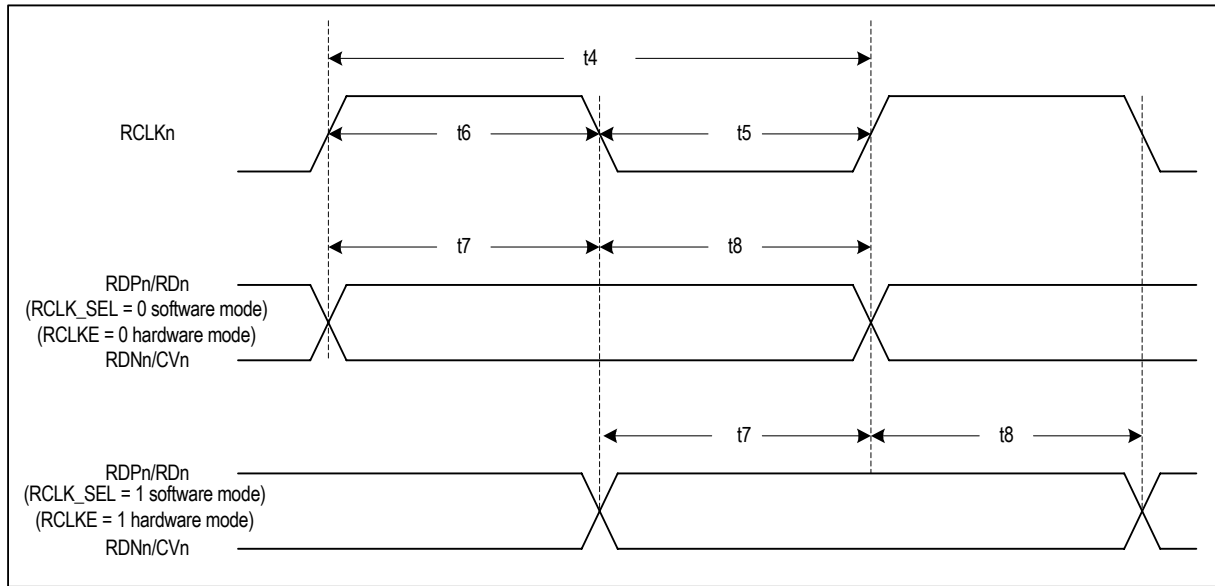 t4
RCLKn
t6
t5
t7
t8
RDPn/RDn
(RCLK_SEL = 0 software mode)
(RCLKE = 0 hardware mode)
RDNn/CVn
t7
t8
RDPn/RDn
(RCLK_SEL = 1 software mode)
(RCLKE = 1 hardware mode)
RDNn/CVn